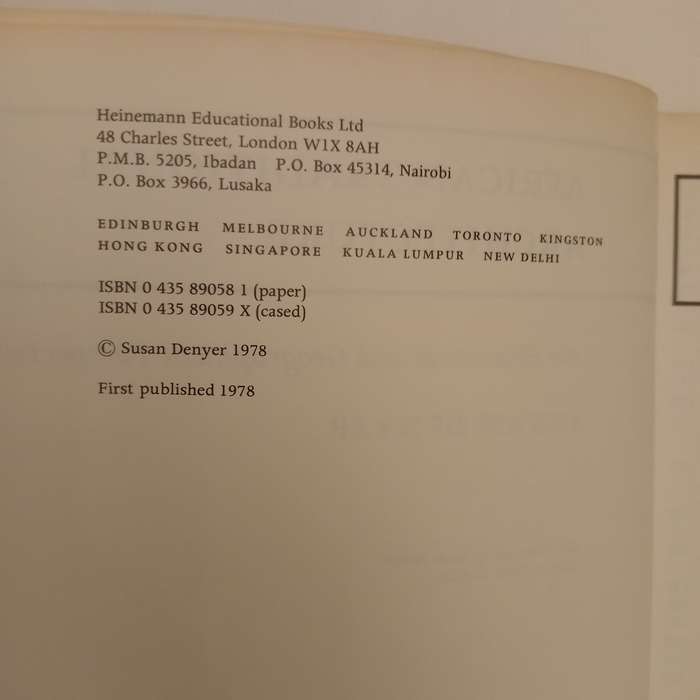 Heinemann Educational Books Ltd
48 Charles Street, London W1X 8AH
P.M.B. 5205, Ibadan P.O. Box 45314, Nairobi
P.O. Box 3966, Lusaka
EDINBURGH MELBOURNE AUCKLAND TORONTO KINGSTON
HONG KONG SINGAPORE KUALA LUMPUR NEW DELHI
ISBN 0 435 89058 1 (paper)
ISBN 0 435 89059 X (cased)
© Susan Denyer 1978
First published 1978